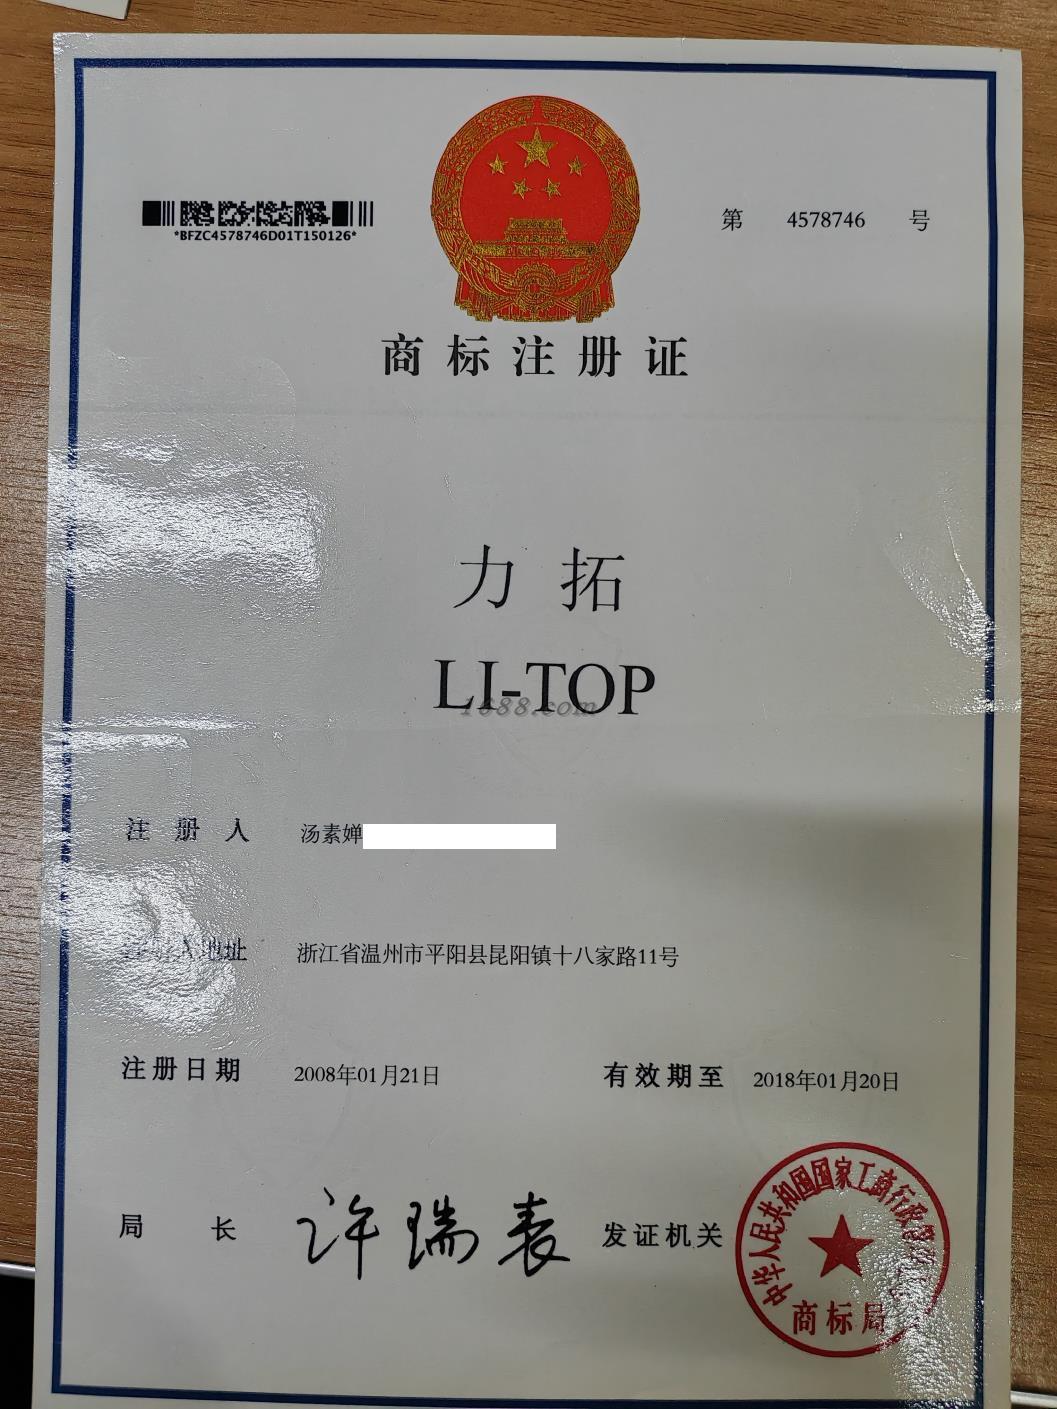 *BFZC4578746D01T150126*
第 4578746 号
商标注册证
力拓
LI-TOP
1688.com
注册人 汤素婵
地址 浙江省温州市平阳县昆阳镇十八家路11号
注册日期 2008年01月21日 有效期至 2018年01月20日
局长 许瑞表 发证机关
中华人民共和国国家工商行政管
商标局